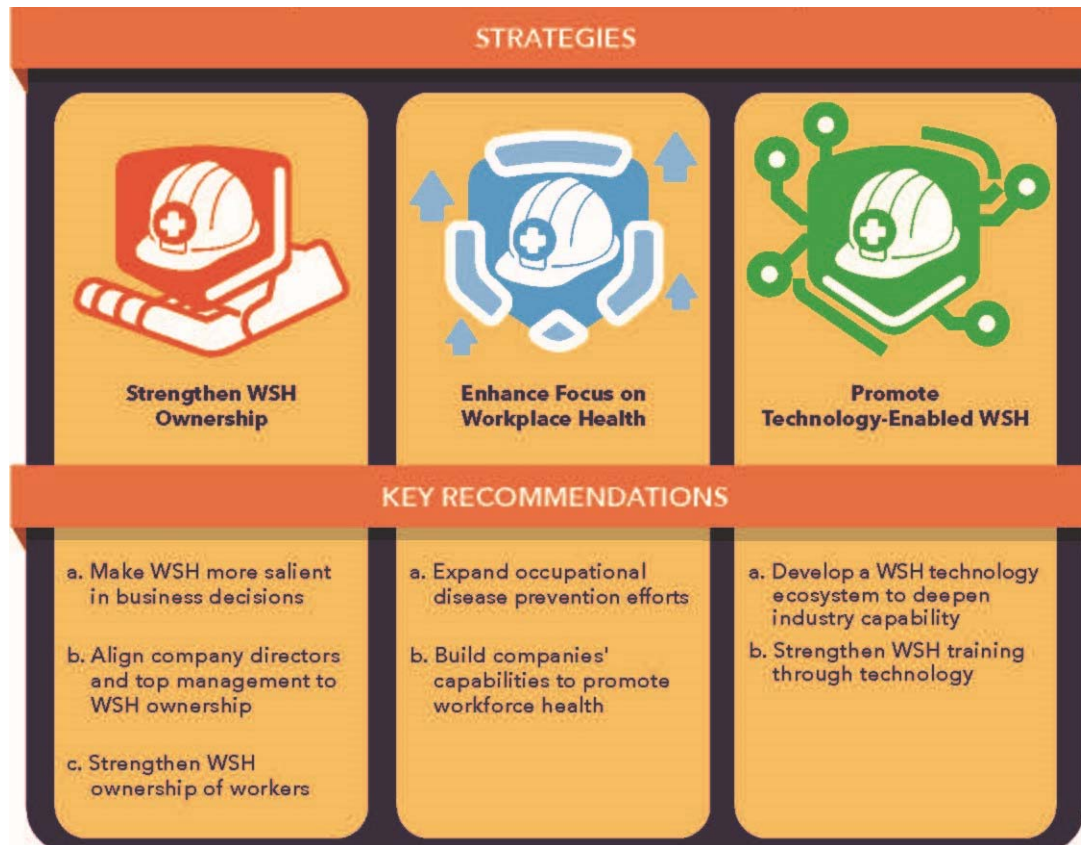 STRATEGIES
Strengthen WSH
Ownership
Enhance Focus on
Workplace Health
Promote
Technology-Enabled WSH
KEY RECOMMENDATIONS
a. Make WSH more salient
in business decisions
b. Align company directors
and top management to
WSH ownership
c. Strengthen WSH
ownership of workers
a. Expand occupational
disease prevention efforts
b. Build companies'
capabilities to promote
workforce health
a. Develop a WSH technology
ecosystem to deepen
industry capability
b. Strengthen WSH training
through technology